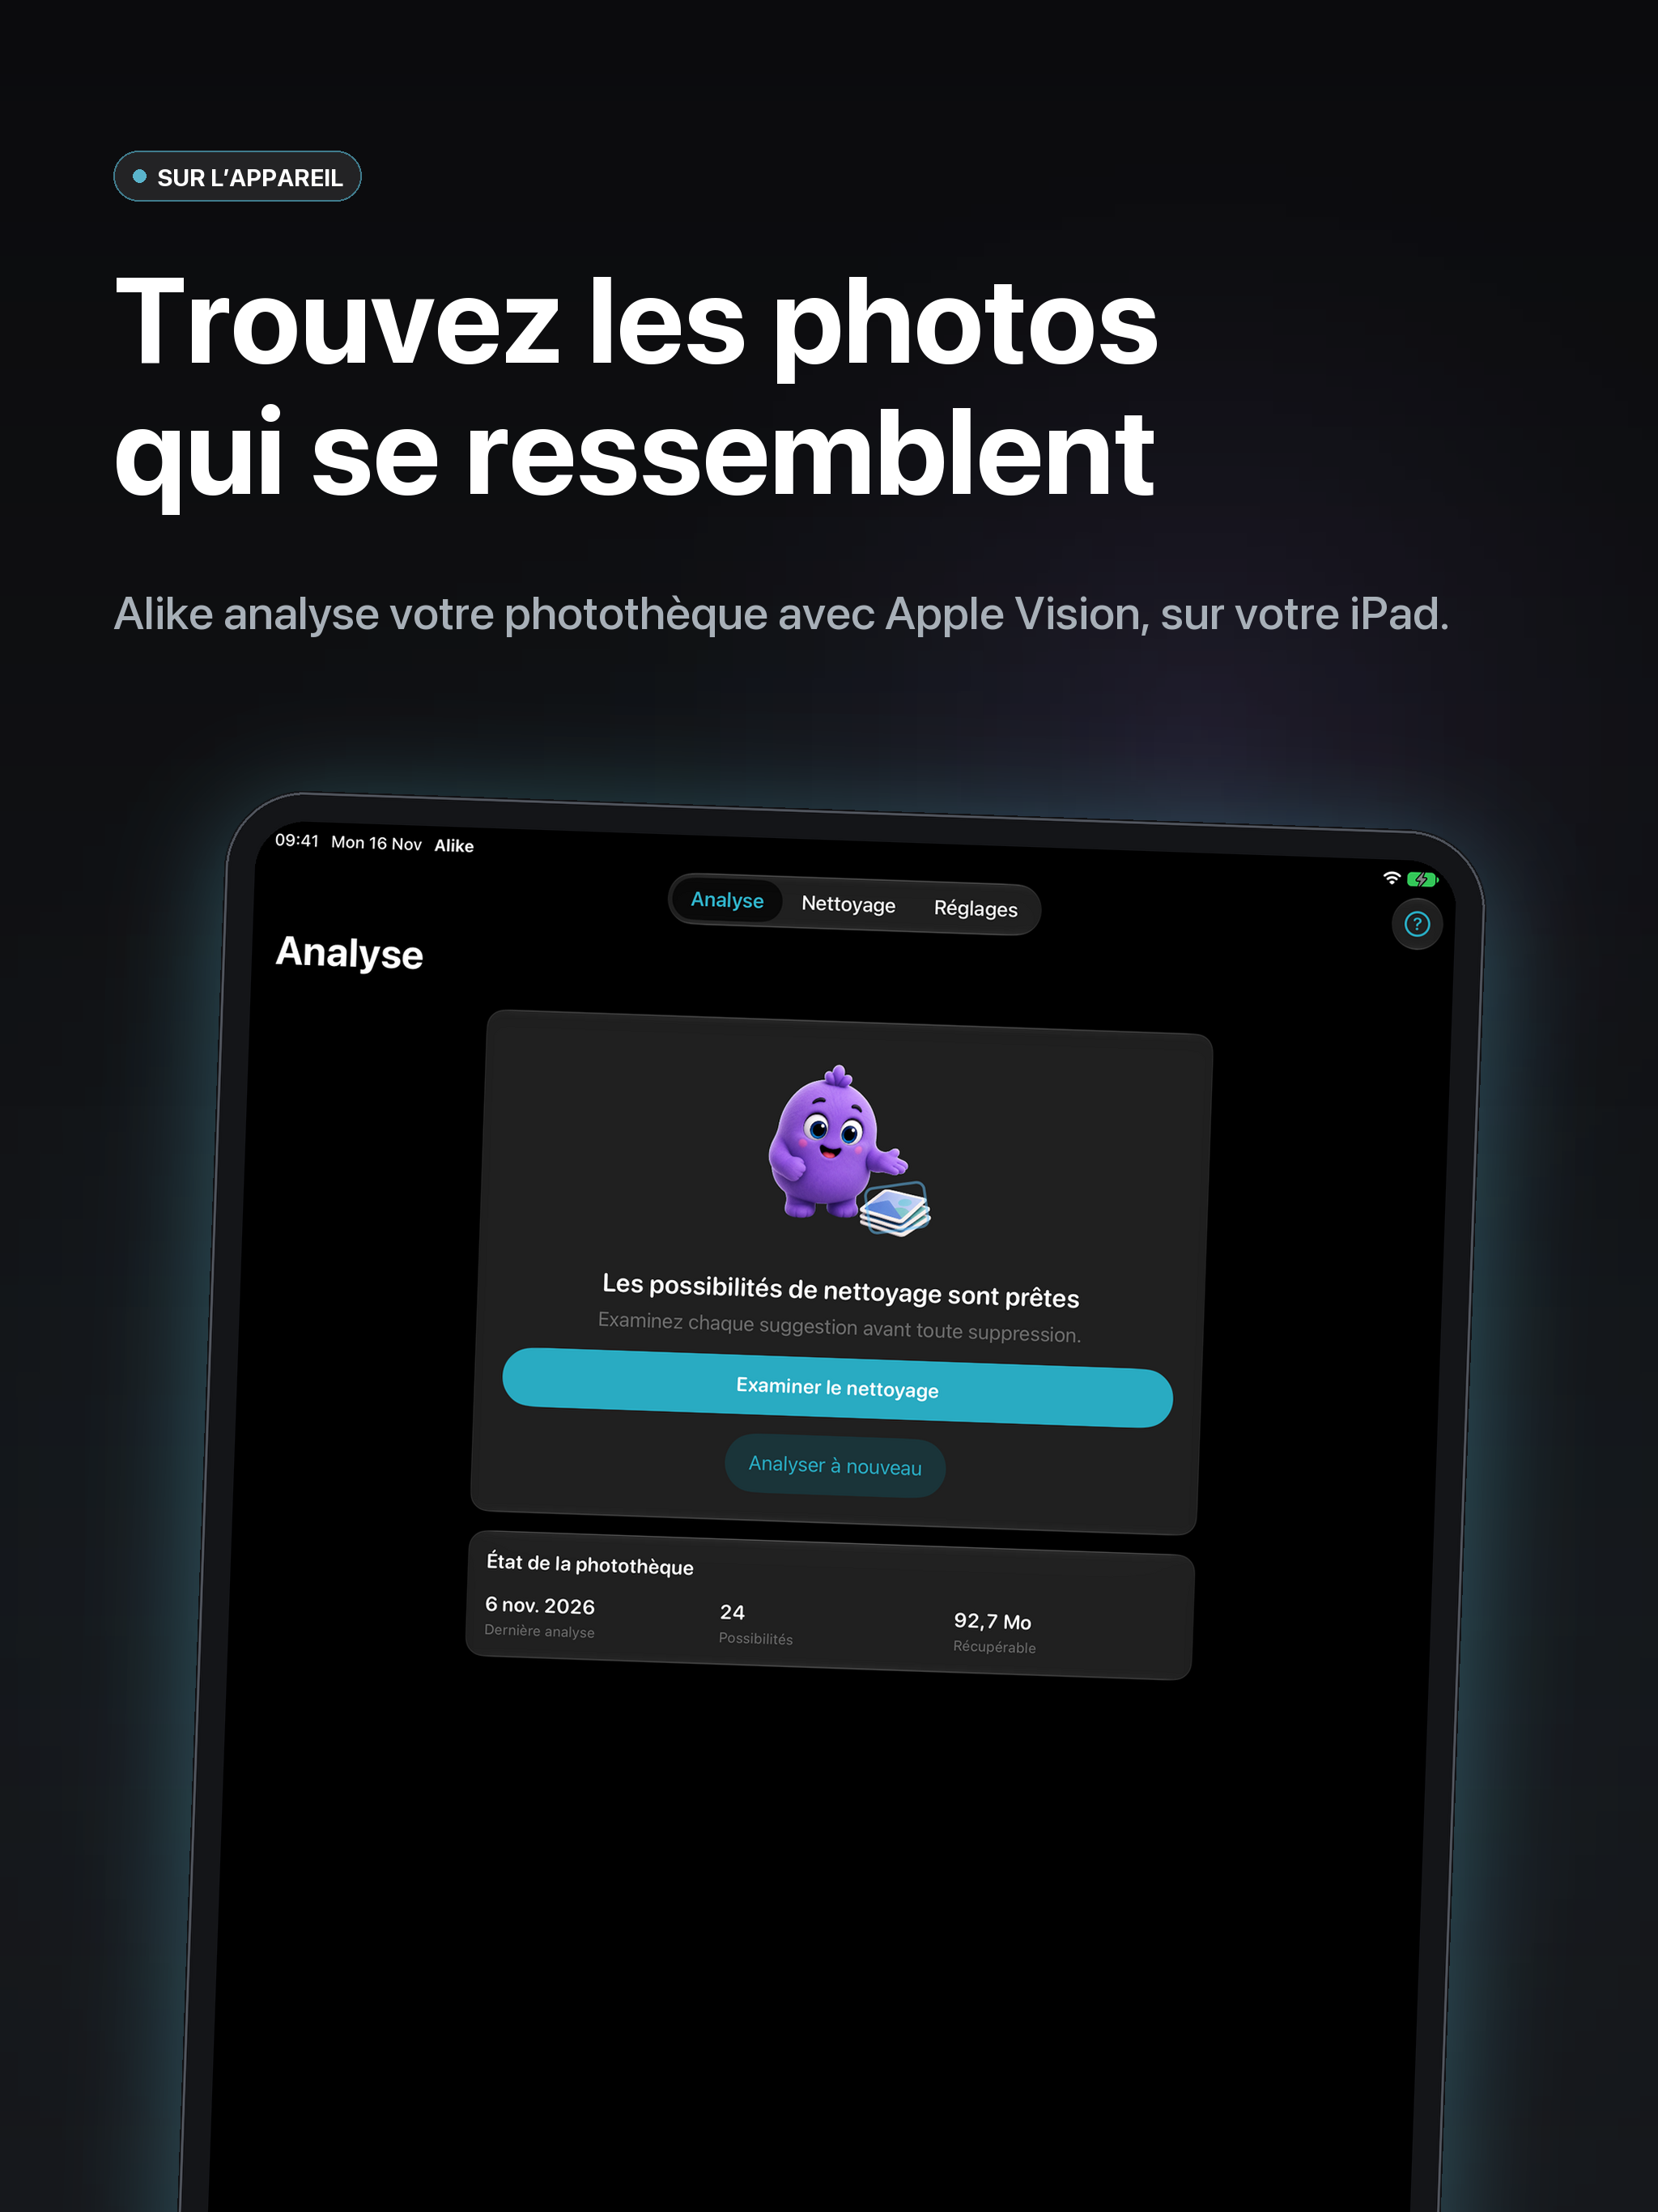 SUR L’APPAREIL
Trouvez les photos
qui se ressemblent
Alike analyse votre photothèque avec Apple Vision, sur votre iPad.
09:41 Mon 16 Nov Alike
Analyse Nettoyage Réglages
?
Analyse
Les possibilités de nettoyage sont prêtes
Examinez chaque suggestion avant toute suppression.
Examiner le nettoyage
Analyser à nouveau
État de la photothèque
6 nov. 2026 24 92,7 Mo
Dernière analyse Possibilités Récupérable